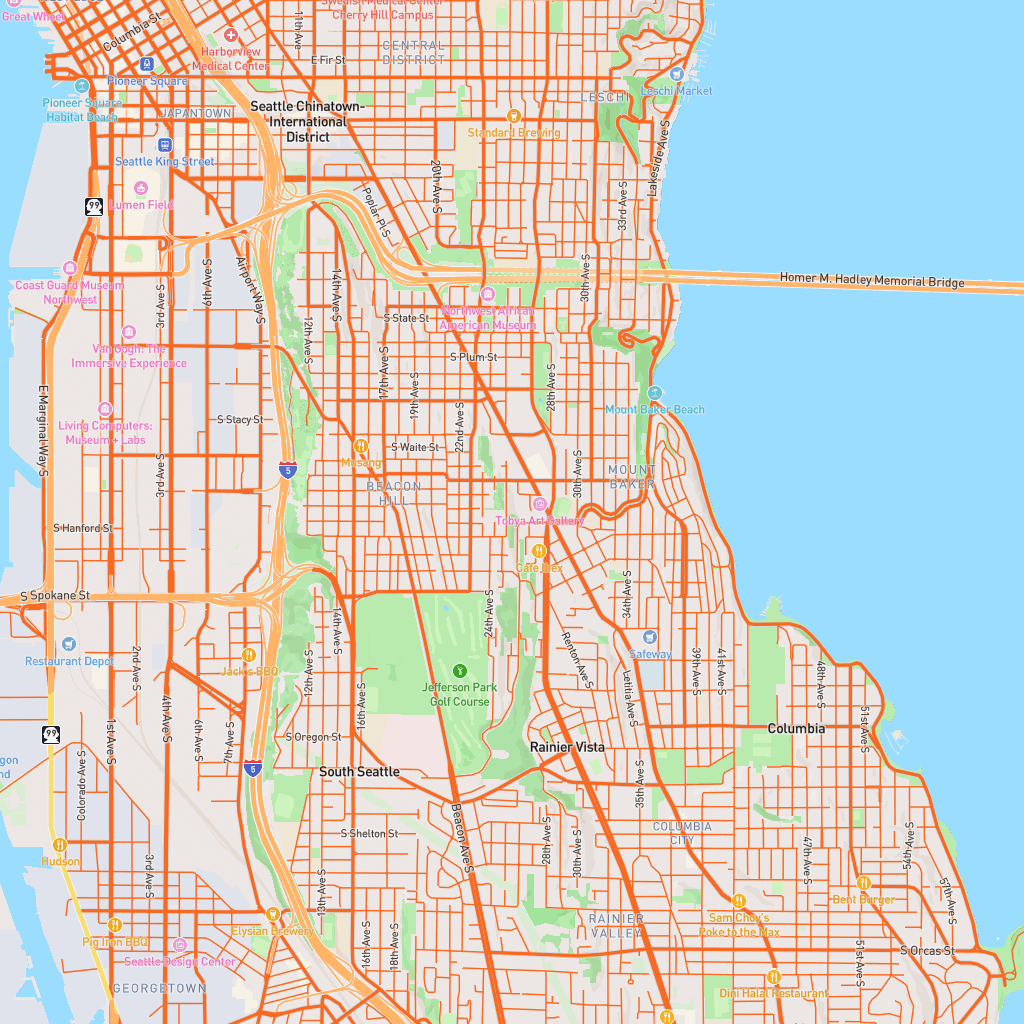 Great Wheel
Columbia St
11th Ave
Swedish Medical Center
Cherry Hill Campus
Harborview
Medical Center
E Fir St
CENTRAL
DISTRICT
Pioneer Square
Pioneer Square
Habitat Beach
JAPANTOWN
Seattle Chinatown-
International
District
LESCHI
Leschi Market
Standard Brewing
Seattle King Street
Lumen Field
99
20th Ave S
Poplar Pl S
33rd Ave S
Lakeside Ave S
Coast Guard Museum
Northwest
6th Ave S
Airport Way S
3rd Ave S
14th Ave S
30th Ave S
Homer M. Hadley Memorial Bridge
Northwest African
American Museum
S State St
12th Ave S
Van Gogh: The
Immersive Experience
S Plum St
17th Ave S
19th Ave S
28th Ave S
Mount Baker Beach
E Marginal Way S
Living Computers:
Museum + Labs
S Stacy St
22nd Ave S
S Waite St
Musang
5
3rd Ave S
30th Ave S
MOUNT
BAKER
BEACON
HILL
Tobya Art Gallery
S Hanford St
Cafe Ibex
S Spokane St
14th Ave S
24th Ave S
34th Ave S
Restaurant Depot
2nd Ave S
Jack's BBQ
12th Ave S
Jefferson Park
Golf Course
Renton Ave S
Safeway
39th Ave S
41st Ave S
48th Ave S
16th Ave S
Letitia Ave S
51st Ave S
99
1st Ave S
4th Ave S
6th Ave S
7th Ave S
S Oregon St
Rainier Vista
Columbia
5
South Seattle
Colorado Ave S
35th Ave S
Beacon Ave S
S Shelton St
28th Ave S
30th Ave S
COLUMBIA
CITY
47th Ave S
54th Ave S
Hudson
3rd Ave S
13th Ave S
57th Ave S
Bent Burger
Sam Choy's
Poke to the Max
Elysian Brewery
RAINIER
VALLEY
Pig Iron BBQ
Seattle Design Center
16th Ave S
18th Ave S
51st Ave S
S Orcas St
GEORGETOWN
Dini Halal Restaurant